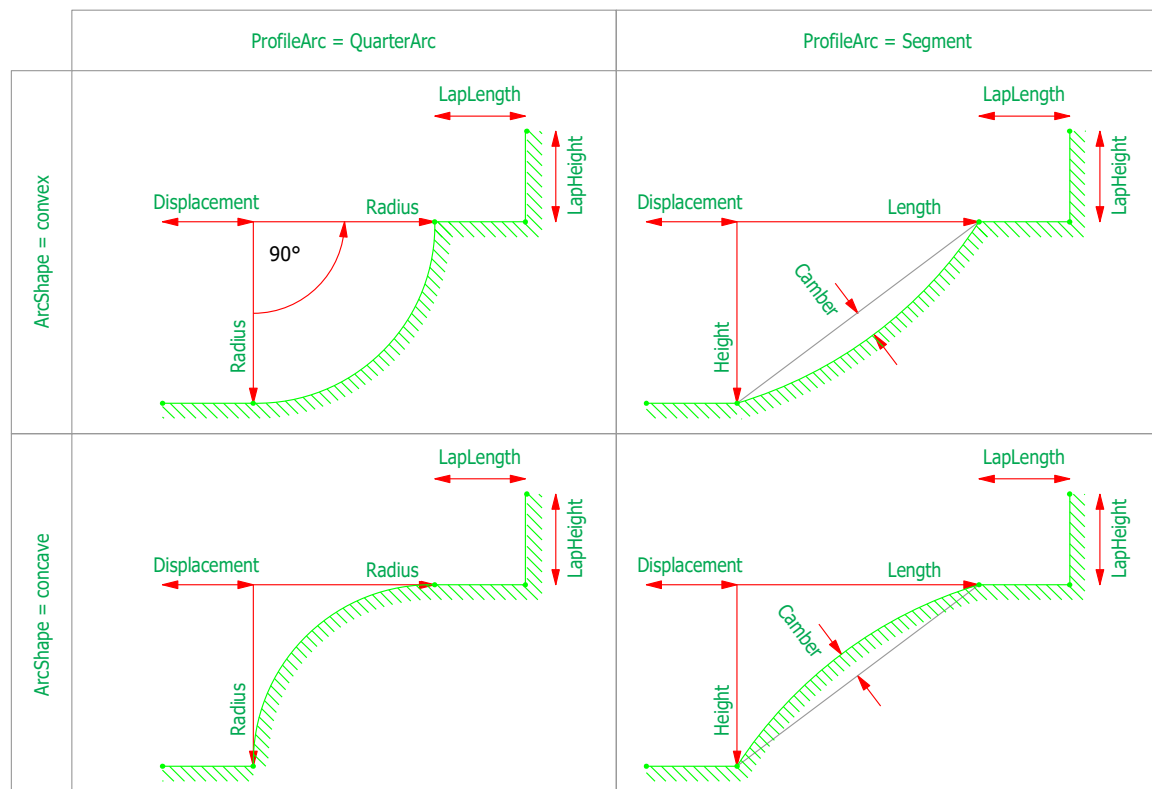 ProfileArc = QuarterArc
ProfileArc = Segment
ArcShape = convex
LapLength
LapHeight
Displacement
Radius
90°
Radius
LapLength
LapHeight
Displacement
Length
Camber
Height
ArcShape = concave
LapLength
LapHeight
Displacement
Radius
Radius
LapLength
LapHeight
Displacement
Length
Camber
Height